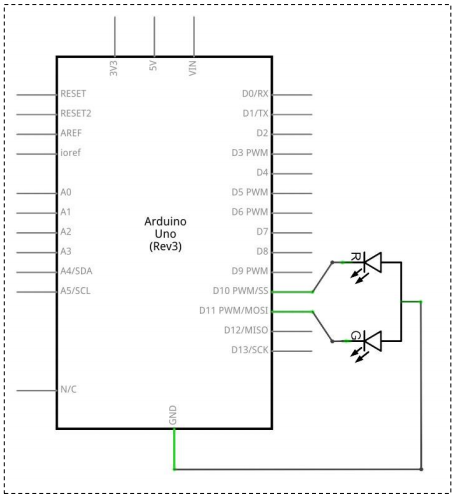 3V3
5V
VIN
RESET
RESET2
AREF
ioref
A0
A1
A2
A3
A4/SDA
A5/SCL
N/C
Arduino
Uno
(Rev3)
D0/RX
D1/TX
D2
D3 PWM
D4
D5 PWM
D6 PWM
D7
D8
D9 PWM
D10 PWM/SS
D11 PWM/MOSI
D12/MISO
D13/SCK
R
G
GND